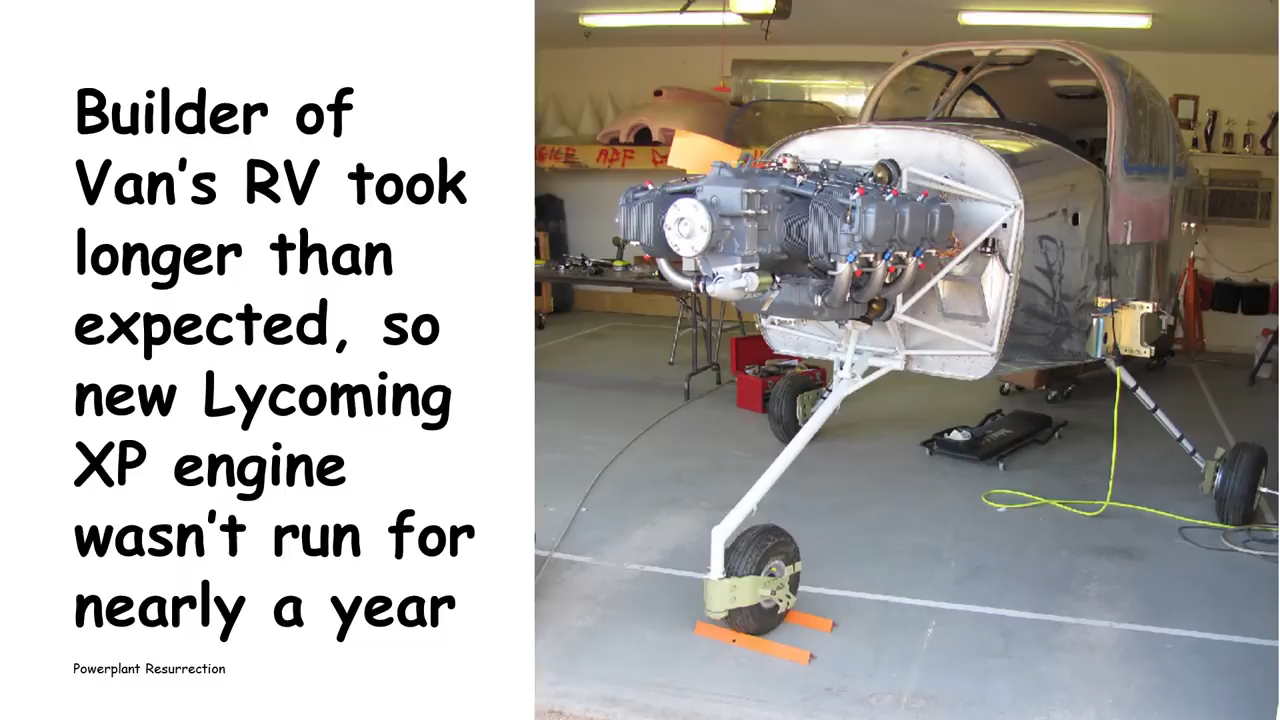 Builder of
Van's RV took
longer than
expected, so
new Lycoming
XP engine
wasn't run for
nearly a year
Powerplant Resurrection
ADF